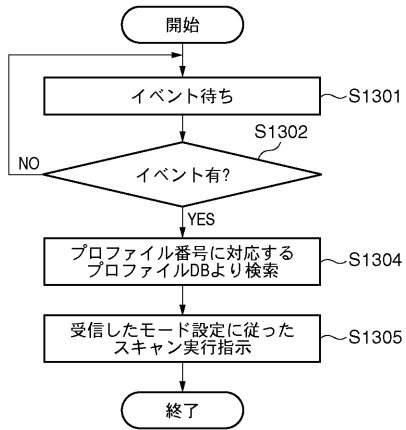 開始
イベント待ち
S1301
S1302
イベント有?
NO
YES
プロファイル番号に対応する
プロファイルDBより検索
S1304
受信したモード設定に従った
スキャン実行指示
S1305
終了